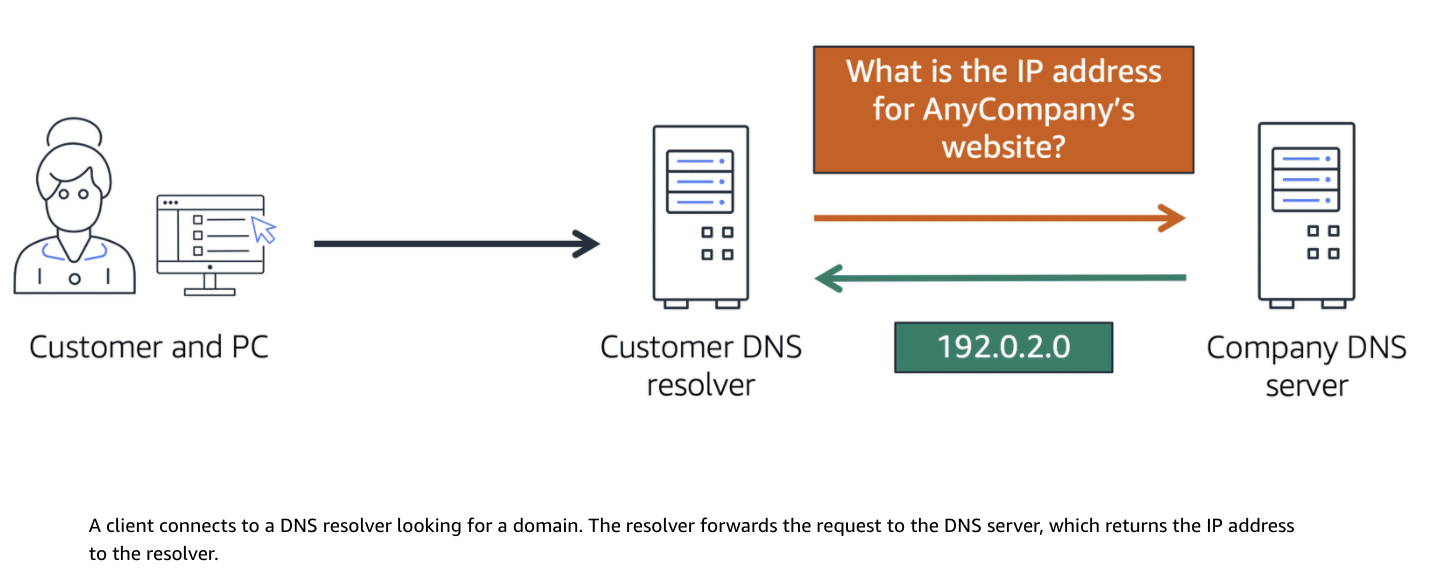 What is the IP address
for AnyCompany’s
website?
192.0.2.0
Customer and PC
Customer DNS
resolver
Company DNS
server
A client connects to a DNS resolver looking for a domain. The resolver forwards the request to the DNS server, which returns the IP address
to the resolver.